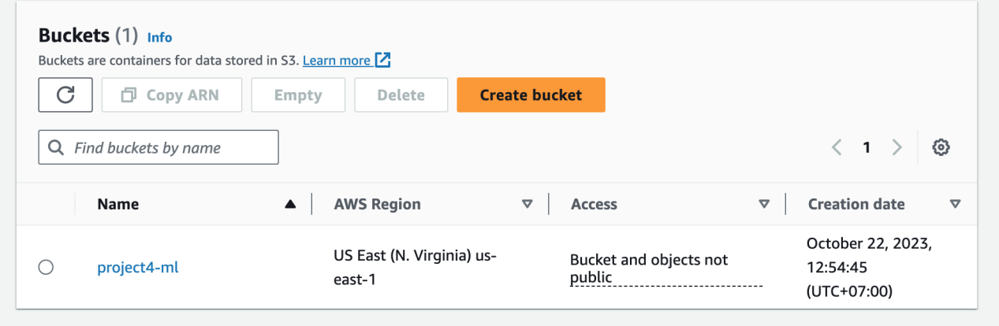 Buckets (1) Info
Buckets are containers for data stored in S3. Learn more
Copy ARN Empty Delete Create bucket
Find buckets by name
1
Name AWS Region Access Creation date
project4-ml
US East (N. Virginia) us-
east-1
Bucket and objects not
public
October 22, 2023,
12:54:45
(UTC+07:00)